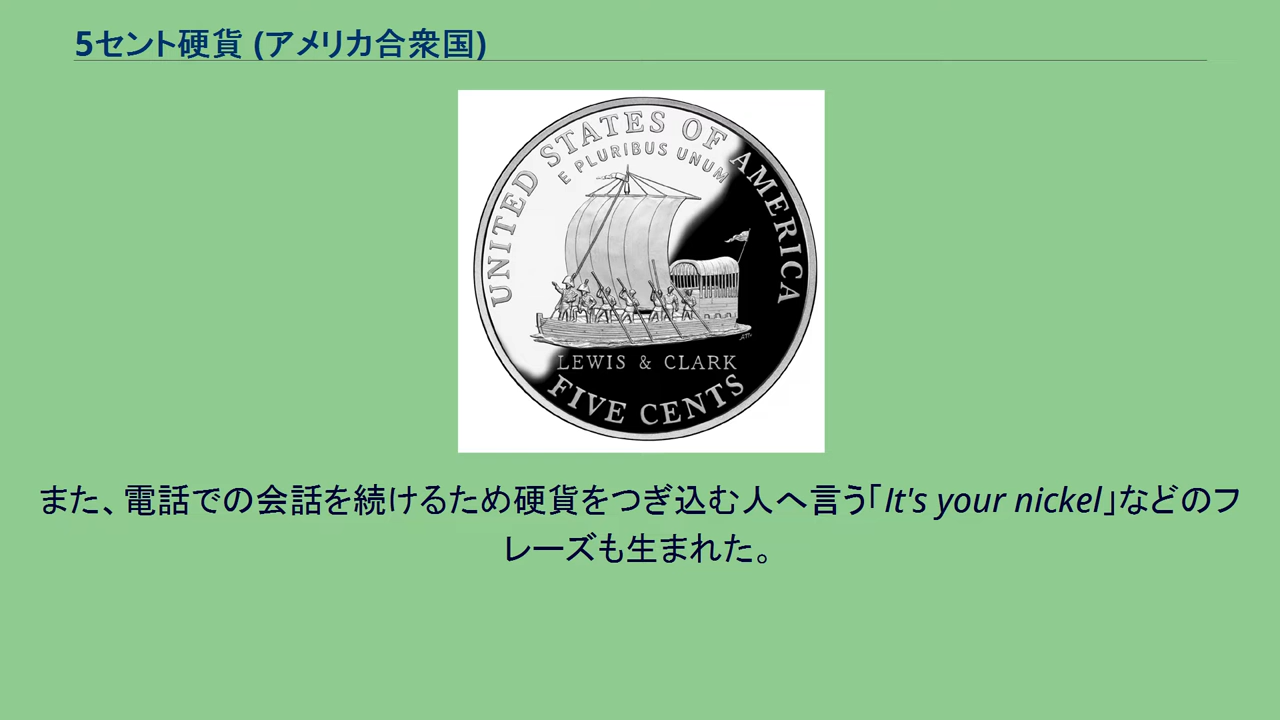 5セント硬貨 (アメリカ合衆国)
UNITED STATES OF AMERICA
E PLURIBUS UNUM
LEWIS & CLARK
FIVE CENTS
また、電話での会話を続けるため硬貨をつぎ込む人へ言う「It's your nickel」などのフ
レーズも生まれた。